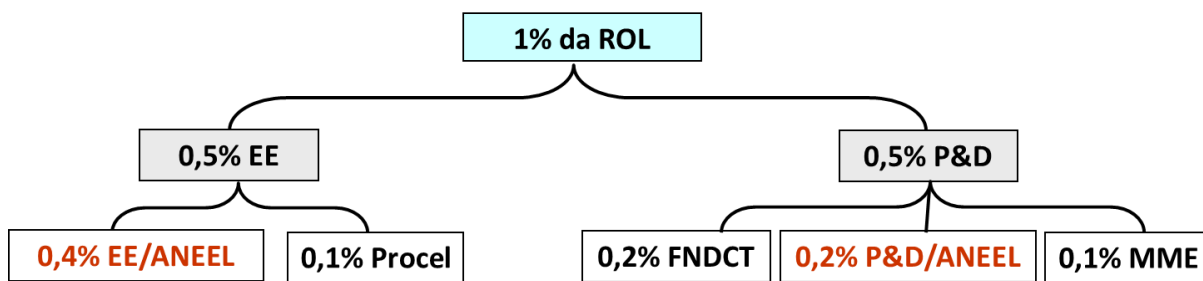 1% da ROL
0,5% EE
0,5% P&D
0,4% EE/ANEEL
0,1% Procel
0,2% FNDCT
0,2% P&D/ANEEL
0,1% MME